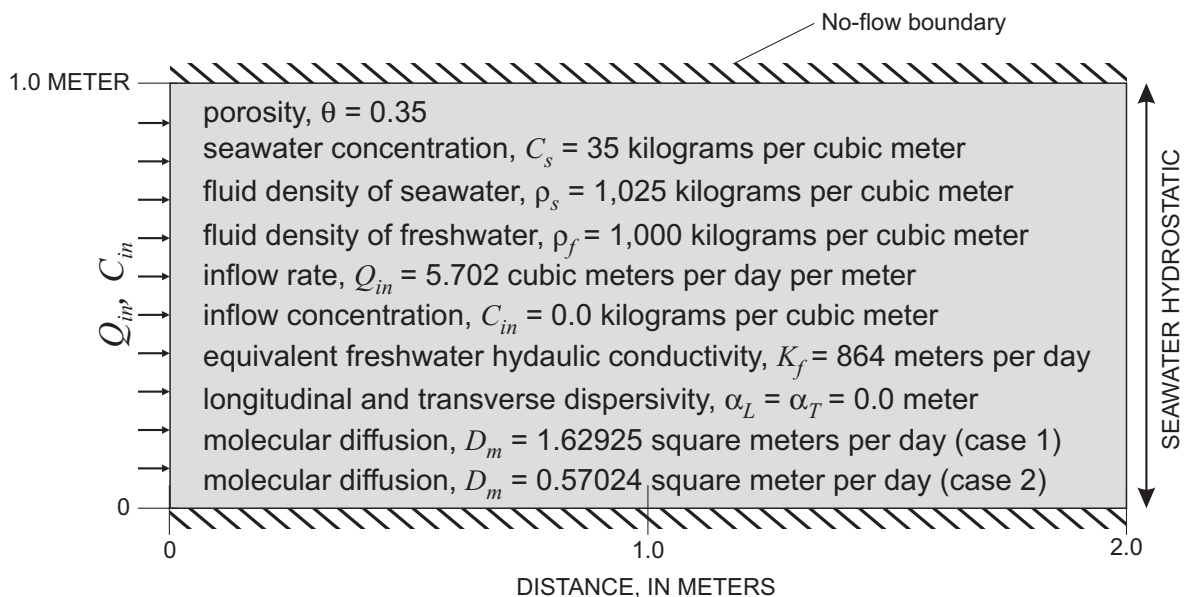 No-flow boundary
1.0 METER
porosity, θ = 0.35
seawater concentration, Cs = 35 kilograms per cubic meter
fluid density of seawater, ρs = 1,025 kilograms per cubic meter
fluid density of freshwater, ρf = 1,000 kilograms per cubic meter
inflow rate, Qin = 5.702 cubic meters per day per meter
inflow concentration, Cin = 0.0 kilograms per cubic meter
equivalent freshwater hydaulic conductivity, Kf = 864 meters per day
longitudinal and transverse dispersivity, αL = αT = 0.0 meter
molecular diffusion, Dm = 1.62925 square meters per day (case 1)
molecular diffusion, Dm = 0.57024 square meter per day (case 2)
Qin, Cin
SEAWATER HYDROSTATIC
0
0 1.0 2.0
DISTANCE, IN METERS